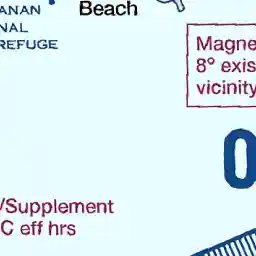 ANAN
NAL
REFUGE
Beach
Magne
8° exis
vicinity
0
/Supplement
C eff hrs